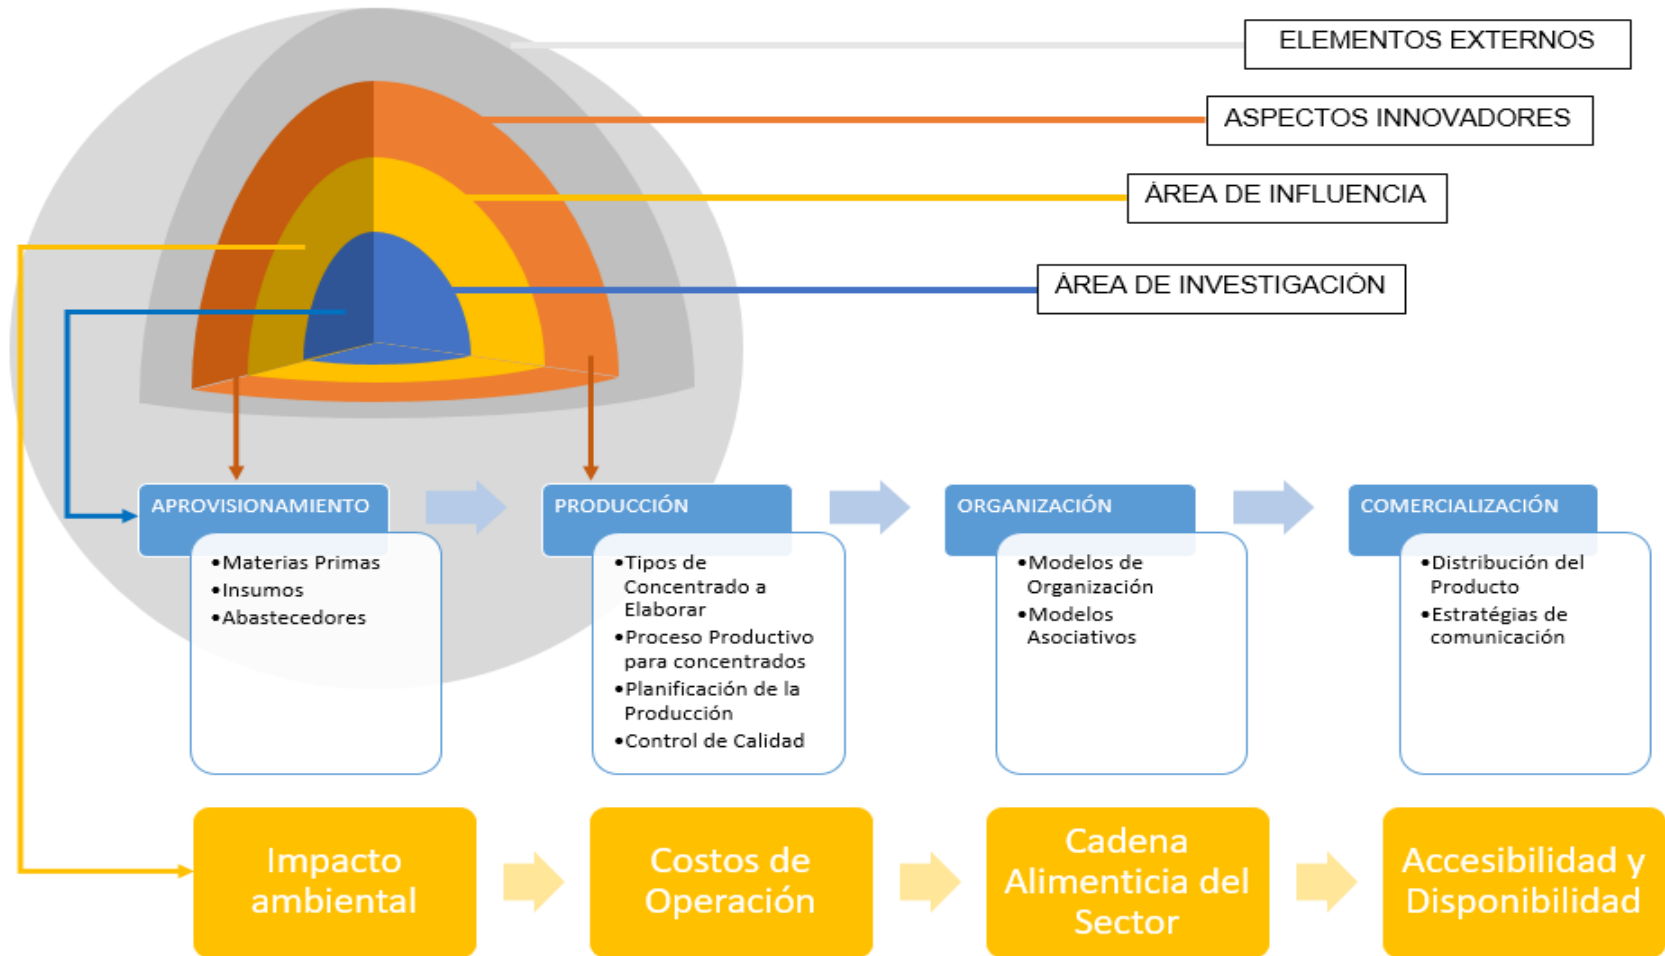 ELEMENTOS EXTERNOS
ASPECTOS INNOVADORES
ÁREA DE INFLUENCIA
ÁREA DE INVESTIGACIÓN
APROVISIONAMIENTO
•Materias Primas
•Insumos
•Abastecedores
PRODUCCIÓN
•Tipos de
Concentrado a
Elaborar
•Proceso Productivo
para concentrados
•Planificación de la
Producción
•Control de Calidad
ORGANIZACIÓN
•Modelos de
Organización
•Modelos
Asociativos
COMERCIALIZACIÓN
•Distribución del
Producto
•Estratégias de
comunicación
Impacto
ambiental
Costos de
Operación
Cadena
Alimenticia del
Sector
Accesibilidad y
Disponibilidad